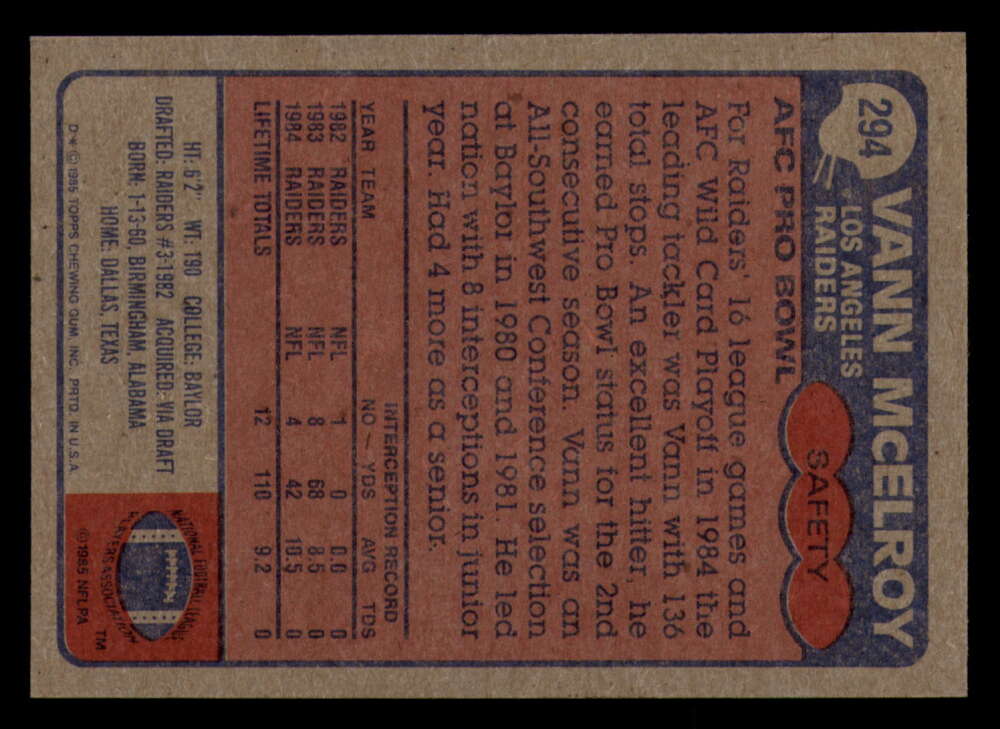 294
VANN McELROY
LOS ANGELES
RAIDERS
SAFETY
AFC PRO BOWL
For Raiders' 16 league games and
AFC Wild Card Playoff in 1984 the
leading tackler was Vann with 136
total stops. An excellent hitter, he
earned Pro Bowl status for the 2nd
consecutive season. Vann was an
All-Southwest Conference selection
at Baylor in 1980 and 1981. He led
nation with 8 interceptions in junior
year. Had 4 more as a senior.
INTERCEPTION RECORD
YEAR TEAM NO - YDS AVG TDS
1982 RAIDERS NFL 1 0 0.0 0
1983 RAIDERS NFL 8 68 8.5 0
1984 RAIDERS NFL 4 42 10.5 0
LIFETIME TOTALS 12 110 9.2 0
HT: 6'2" WT: 190 COLLEGE: BAYLOR
DRAFTED: RAIDERS #3-1982 ACQUIRED: VIA DRAFT
BORN: 1-13-60, BIRMINGHAM, ALABAMA
HOME: DALLAS, TEXAS
D* © 1985 TOPPS CHEWING GUM, INC. PRTD. IN U.S.A.
NATIONAL FOOTBALL LEAGUE
PLAYERS ASSOCIATION
TM
©1985 NFLPA